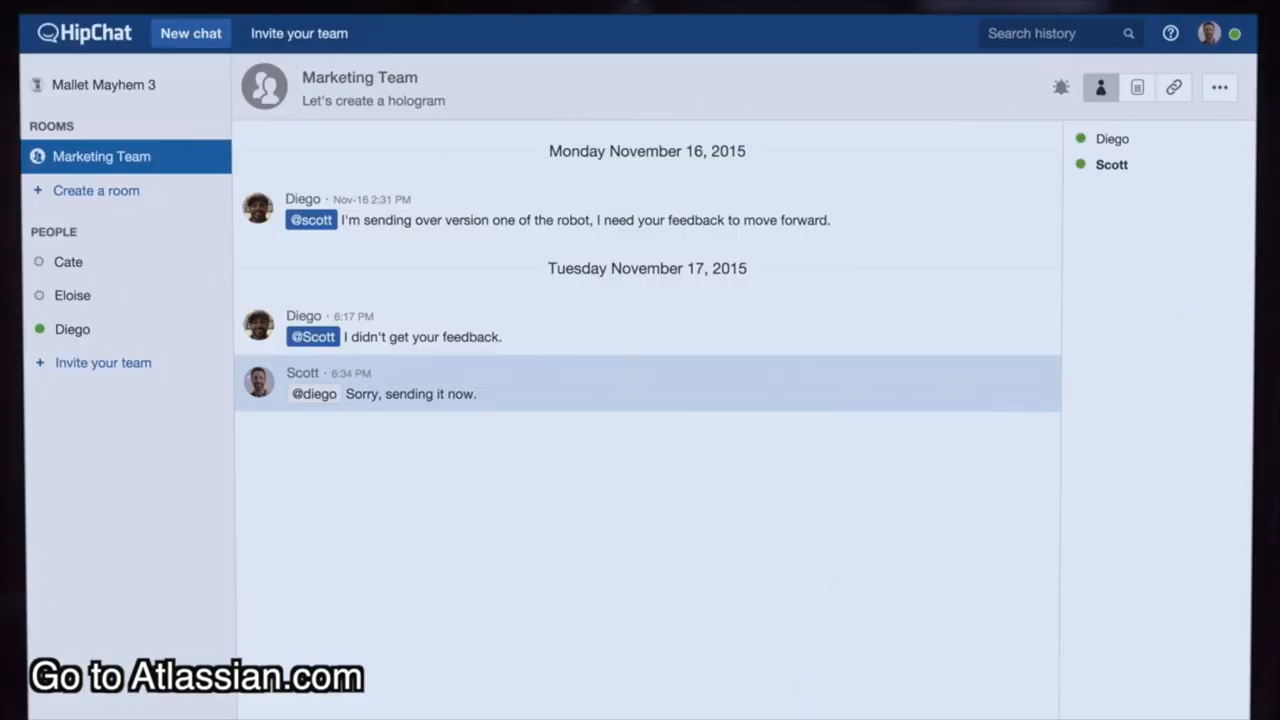 HipChat
New chat
Invite your team
Search history
Mallet Mayhem 3
ROOMS
Marketing Team
+ Create a room
PEOPLE
Cate
Eloise
Diego
+ Invite your team
Marketing Team
Let's create a hologram
Monday November 16, 2015
Diego · Nov-16 2:31 PM
@scott I'm sending over version one of the robot, I need your feedback to move forward.
Tuesday November 17, 2015
Diego · 6:17 PM
@Scott I didn't get your feedback.
Scott · 6:34 PM
@diego Sorry, sending it now.
Diego
Scott
Go to Atlassian.com